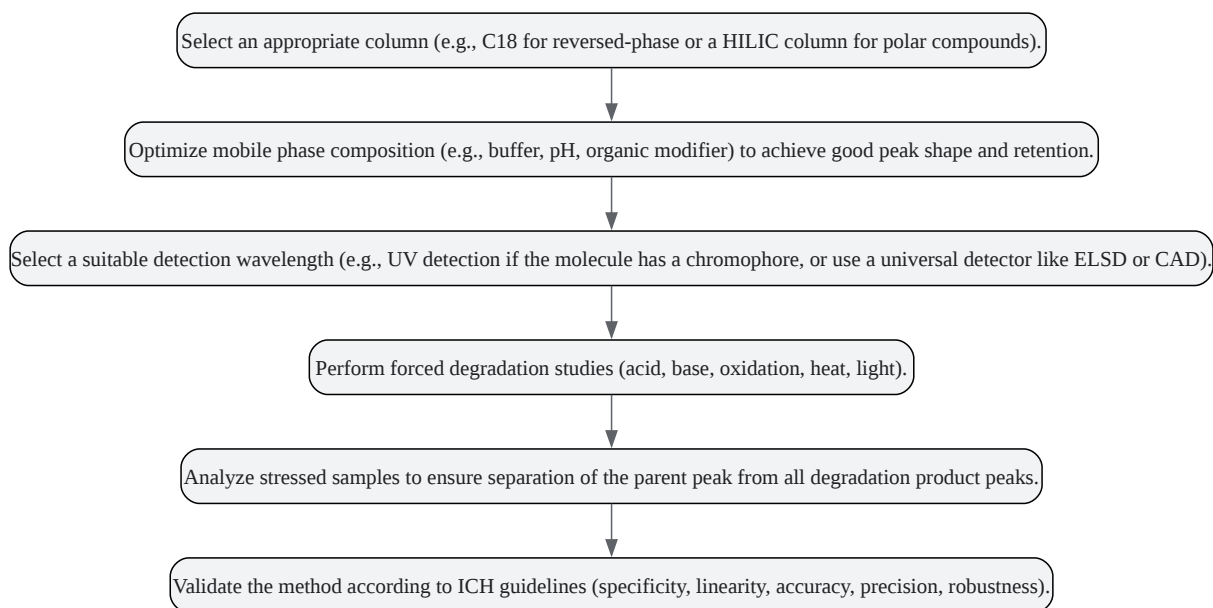 Select an appropriate column (e.g., C18 for reversed-phase or a HILIC column for polar compounds).
Optimize mobile phase composition (e.g., buffer, pH, organic modifier) to achieve good peak shape and retention.
Select a suitable detection wavelength (e.g., UV detection if the molecule has a chromophore, or use a universal detector like ELSD or CAD).
Perform forced degradation studies (acid, base, oxidation, heat, light).
Analyze stressed samples to ensure separation of the parent peak from all degradation product peaks.
Validate the method according to ICH guidelines (specificity, linearity, accuracy, precision, robustness).